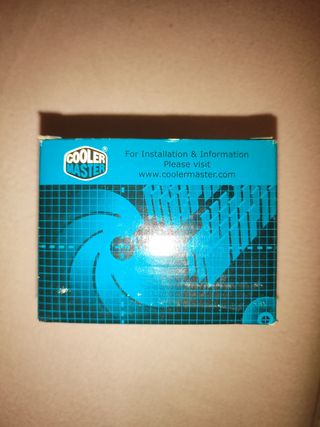 COOLER
MASTER
®
For Installation & Information
Please visit
www.coolermaster.com